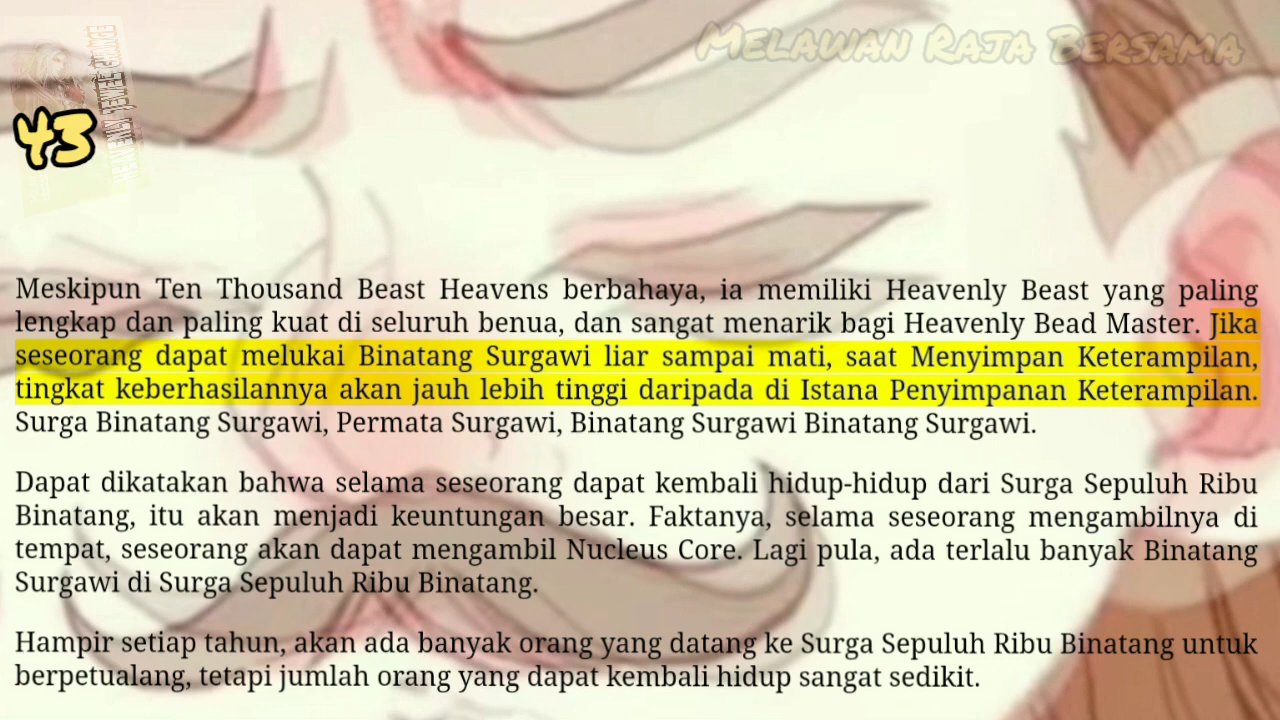 Melawan Raja Bersama
HEAVENLY JEWEL CHANGE
43
Meskipun Ten Thousand Beast Heavens berbahaya, ia memiliki Heavenly Beast yang paling
lengkap dan paling kuat di seluruh benua, dan sangat menarik bagi Heavenly Bead Master. Jika
seseorang dapat melukai Binatang Surgawi liar sampai mati, saat Menyimpan Keterampilan,
tingkat keberhasilannya akan jauh lebih tinggi daripada di Istana Penyimpanan Keterampilan.
Surga Binatang Surgawi, Permata Surgawi, Binatang Surgawi Binatang Surgawi.
Dapat dikatakan bahwa selama seseorang dapat kembali hidup-hidup dari Surga Sepuluh Ribu
Binatang, itu akan menjadi keuntungan besar. Faktanya, selama seseorang mengambilnya di
tempat, seseorang akan dapat mengambil Nucleus Core. Lagi pula, ada terlalu banyak Binatang
Surgawi di Surga Sepuluh Ribu Binatang.
Hampir setiap tahun, akan ada banyak orang yang datang ke Surga Sepuluh Ribu Binatang untuk
berpetualang, tetapi jumlah orang yang dapat kembali hidup sangat sedikit.